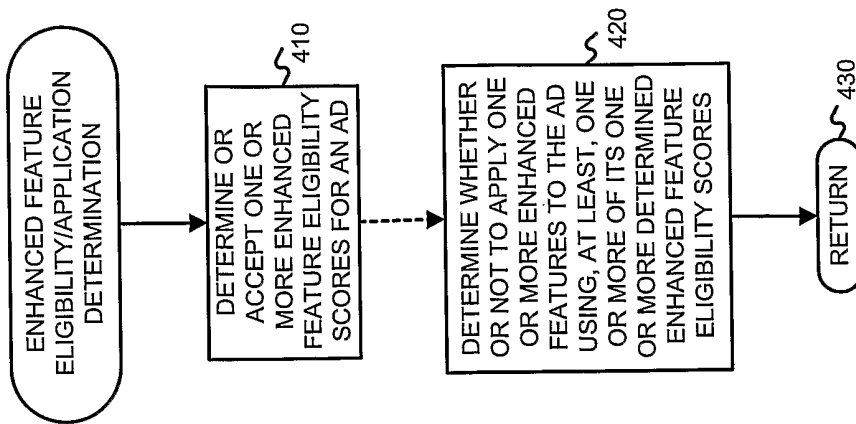 ENHANCED FEATURE
ELIGIBILITY/APPLICATION
DETERMINATION
410
DETERMINE OR
ACCEPT ONE OR
MORE ENHANCED
FEATURE ELIGIBILITY
SCORES FOR AN AD
420
DETERMINE WHETHER
OR NOT TO APPLY ONE
OR MORE ENHANCED
FEATURES TO THE AD
USING, AT LEAST, ONE
OR MORE OF ITS ONE
OR MORE DETERMINED
ENHANCED FEATURE
ELIGIBILITY SCORES
RETURN
430